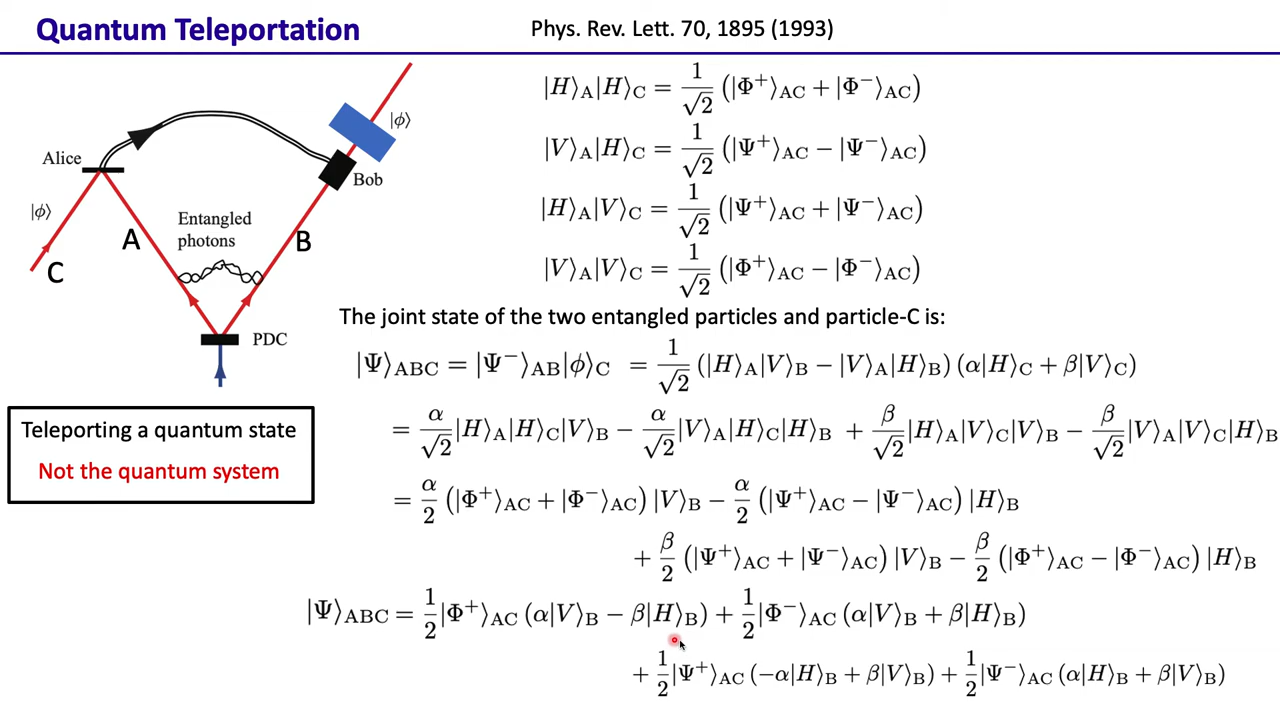 Quantum Teleportation
Phys. Rev. Lett. 70, 1895 (1993)
|H⟩_A|H⟩_C = 1/√2 (|Φ⁺⟩_AC + |Φ⁻⟩_AC)
|V⟩_A|H⟩_C = 1/√2 (|Ψ⁺⟩_AC − |Ψ⁻⟩_AC)
|H⟩_A|V⟩_C = 1/√2 (|Ψ⁺⟩_AC + |Ψ⁻⟩_AC)
|V⟩_A|V⟩_C = 1/√2 (|Φ⁺⟩_AC − |Φ⁻⟩_AC)
|ϕ⟩
Alice
Bob
|ϕ⟩
Entangled
photons
A
B
C
PDC
The joint state of the two entangled particles and particle-C is:
|Ψ⟩_ABC = |Ψ⁻⟩_AB|ϕ⟩_C = 1/√2 (|H⟩_A|V⟩_B − |V⟩_A|H⟩_B) (α|H⟩_C + β|V⟩_C)
= α/√2 |H⟩_A|H⟩_C|V⟩_B − α/√2 |V⟩_A|H⟩_C|H⟩_B + β/√2 |H⟩_A|V⟩_C|V⟩_B − β/√2 |V⟩_A|V⟩_C|H⟩_B
= α/2 (|Φ⁺⟩_AC + |Φ⁻⟩_AC) |V⟩_B − α/2 (|Ψ⁺⟩_AC − |Ψ⁻⟩_AC) |H⟩_B
+ β/2 (|Ψ⁺⟩_AC + |Ψ⁻⟩_AC) |V⟩_B − β/2 (|Φ⁺⟩_AC − |Φ⁻⟩_AC) |H⟩_B
|Ψ⟩_ABC = 1/2 |Φ⁺⟩_AC (α|V⟩_B − β|H⟩_B) + 1/2 |Φ⁻⟩_AC (α|V⟩_B + β|H⟩_B)
+ 1/2 |Ψ⁺⟩_AC (−α|H⟩_B + β|V⟩_B) + 1/2 |Ψ⁻⟩_AC (α|H⟩_B + β|V⟩_B)
Teleporting a quantum state
Not the quantum system